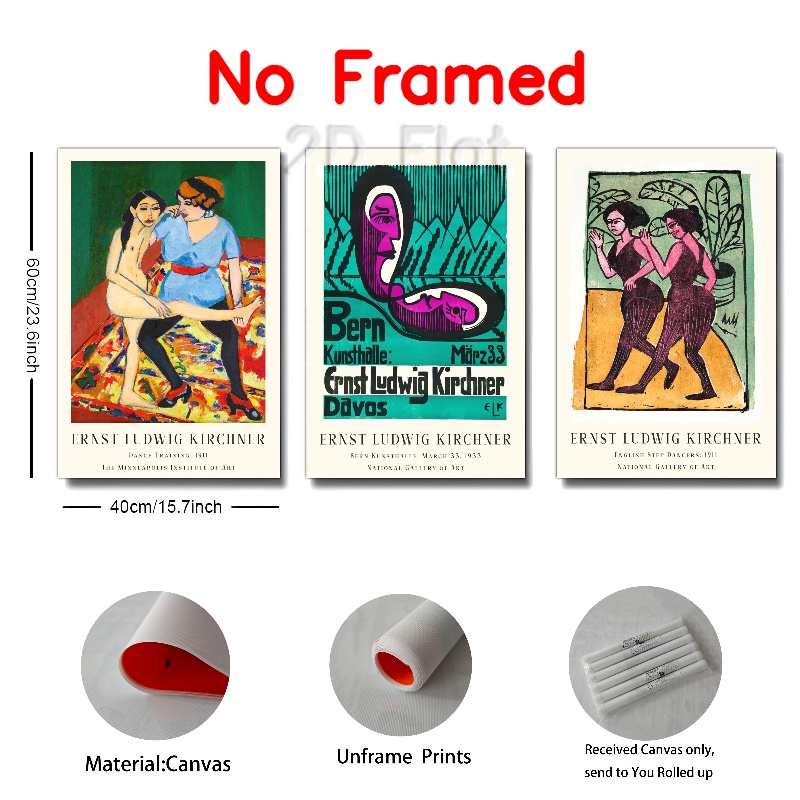 No Framed
2D Flat
60cm/23.6inch
40cm/15.7inch
ERNST LUDWIG KIRCHNER
DANCE TRAINING, 1911
THE MINNEAPOLIS INSTITUTE OF ART
Bern
Kunsthalle: März33
Ernst Ludwig Kirchner
Davos
ELK
ERNST LUDWIG KIRCHNER
BERN KUNSTHALLE, MARCH 33, 1933
NATIONAL GALLERY OF ART
ERNST LUDWIG KIRCHNER
ENGLISH STEP DANCERS, 1911
NATIONAL GALLERY OF ART
Material:Canvas
Unframe Prints
Received Canvas only,
send to You Rolled up